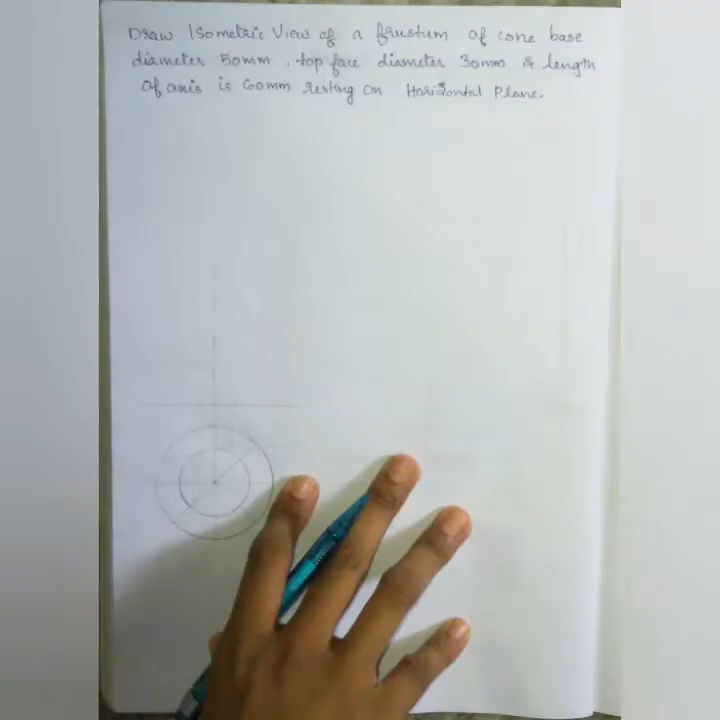 Draw Isometric View of a frustum of cone base
diameter 50mm , top face diameter 30mm & length
of axis is 60mm resting on Horizontal Plane.